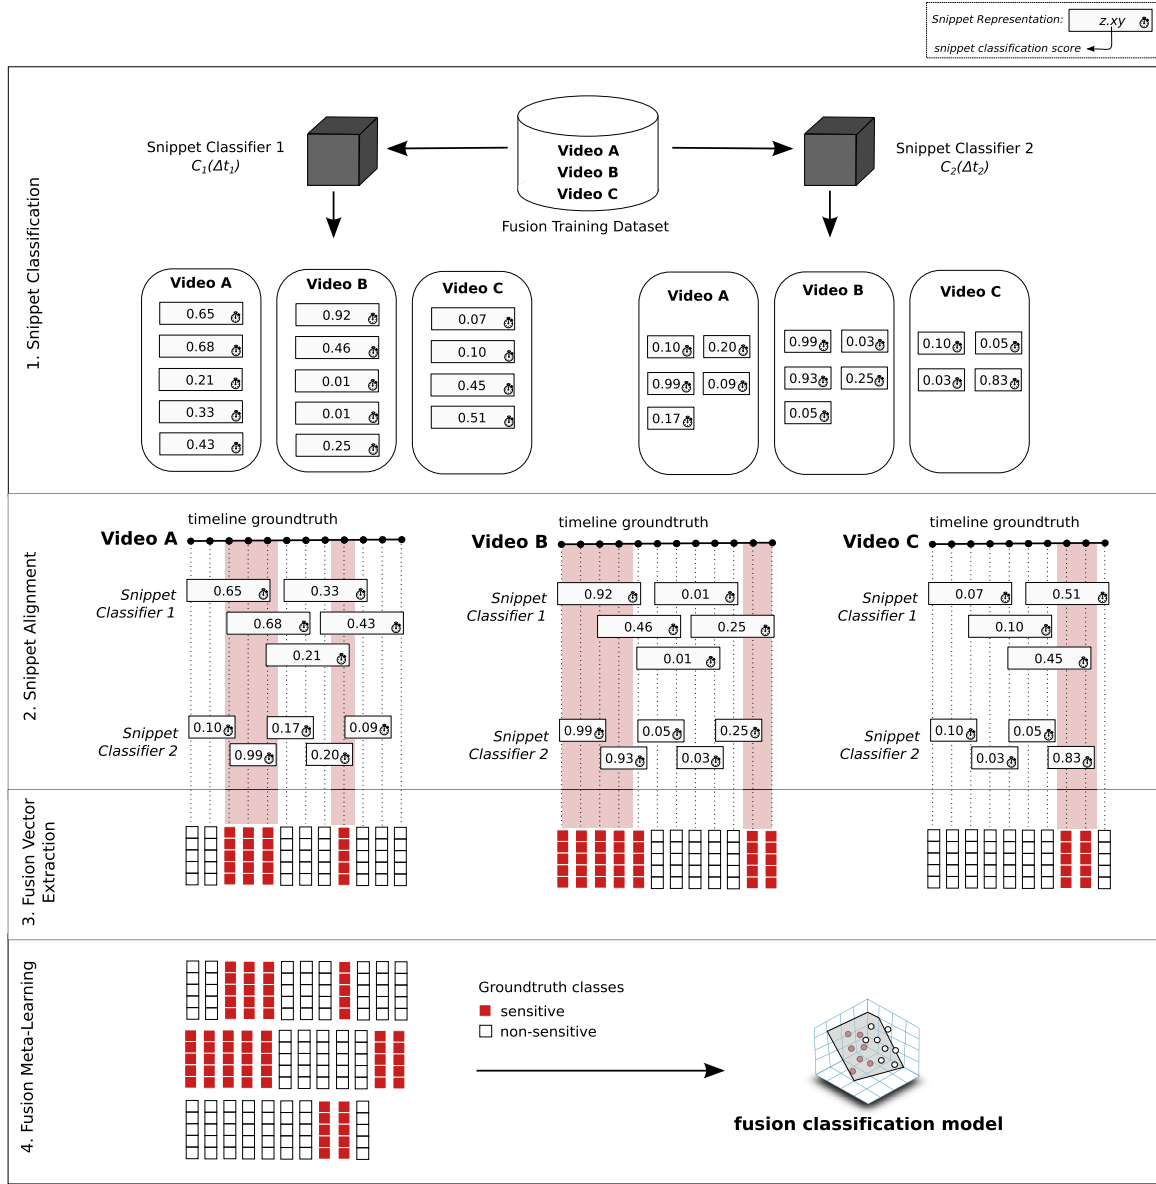 Snippet Representation: z.xy
snippet classification score
1. Snippet Classification
Snippet Classifier 1
C1(Δt1)
Video A
Video B
Video C
Fusion Training Dataset
Snippet Classifier 2
C2(Δt2)
Video A
0.65
0.68
0.21
0.33
0.43
Video B
0.92
0.46
0.01
0.01
0.25
Video C
0.07
0.10
0.45
0.51
Video A
0.10 0.20
0.99 0.09
0.17
Video B
0.99 0.03
0.93 0.25
0.05
Video C
0.10 0.05
0.03 0.83
2. Snippet Alignment
timeline groundtruth
Video A
Snippet
Classifier 1
0.65 0.33
0.68 0.43
0.21
Snippet
Classifier 2
0.10 0.17 0.09
0.99 0.20
timeline groundtruth
Video B
Snippet
Classifier 1
0.92 0.01
0.46 0.25
0.01
Snippet
Classifier 2
0.99 0.05 0.25
0.93 0.03
timeline groundtruth
Video C
Snippet
Classifier 1
0.07 0.51
0.10
0.45
Snippet
Classifier 2
0.10 0.05
0.03 0.83
3. Fusion Vector
Extraction
4. Fusion Meta-Learning
Groundtruth classes
sensitive
non-sensitive
fusion classification model